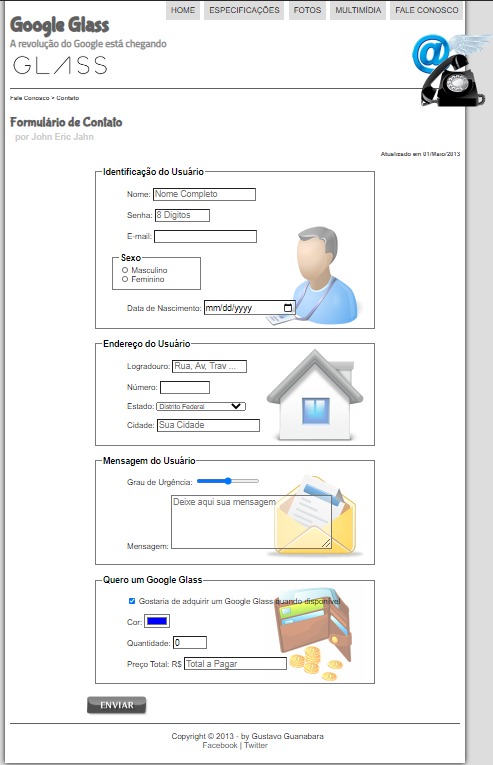 HOME ESPECIFICAÇÕES FOTOS MULTIMÍDIA FALE CONOSCO
Google Glass
A revolução do Google está chegando
GLASS
@
Fale Conosco > Contato
Formulário de Contato
por John Eric Jahn
Atualizado em 01/Maio/2013
Identificação do Usuário
Nome: Nome Completo
Senha: 8 Digitos
E-mail:
Sexo
Masculino
Feminino
Data de Nascimento: mm/dd/yyyy
Endereço do Usuário
Logradouro: Rua, Av, Trav ...
Número:
Estado: Distrito Federal
Cidade: Sua Cidade
Mensagem do Usuário
Grau de Urgência:
Deixe aqui sua mensagem
Mensagem:
Quero um Google Glass
Gostaria de adquirir um Google Glass quando disponível
Cor:
Quantidade: 0
Preço Total: R$ Total a Pagar
ENVIAR
Copyright © 2013 - by Gustavo Guanabara
Facebook | Twitter